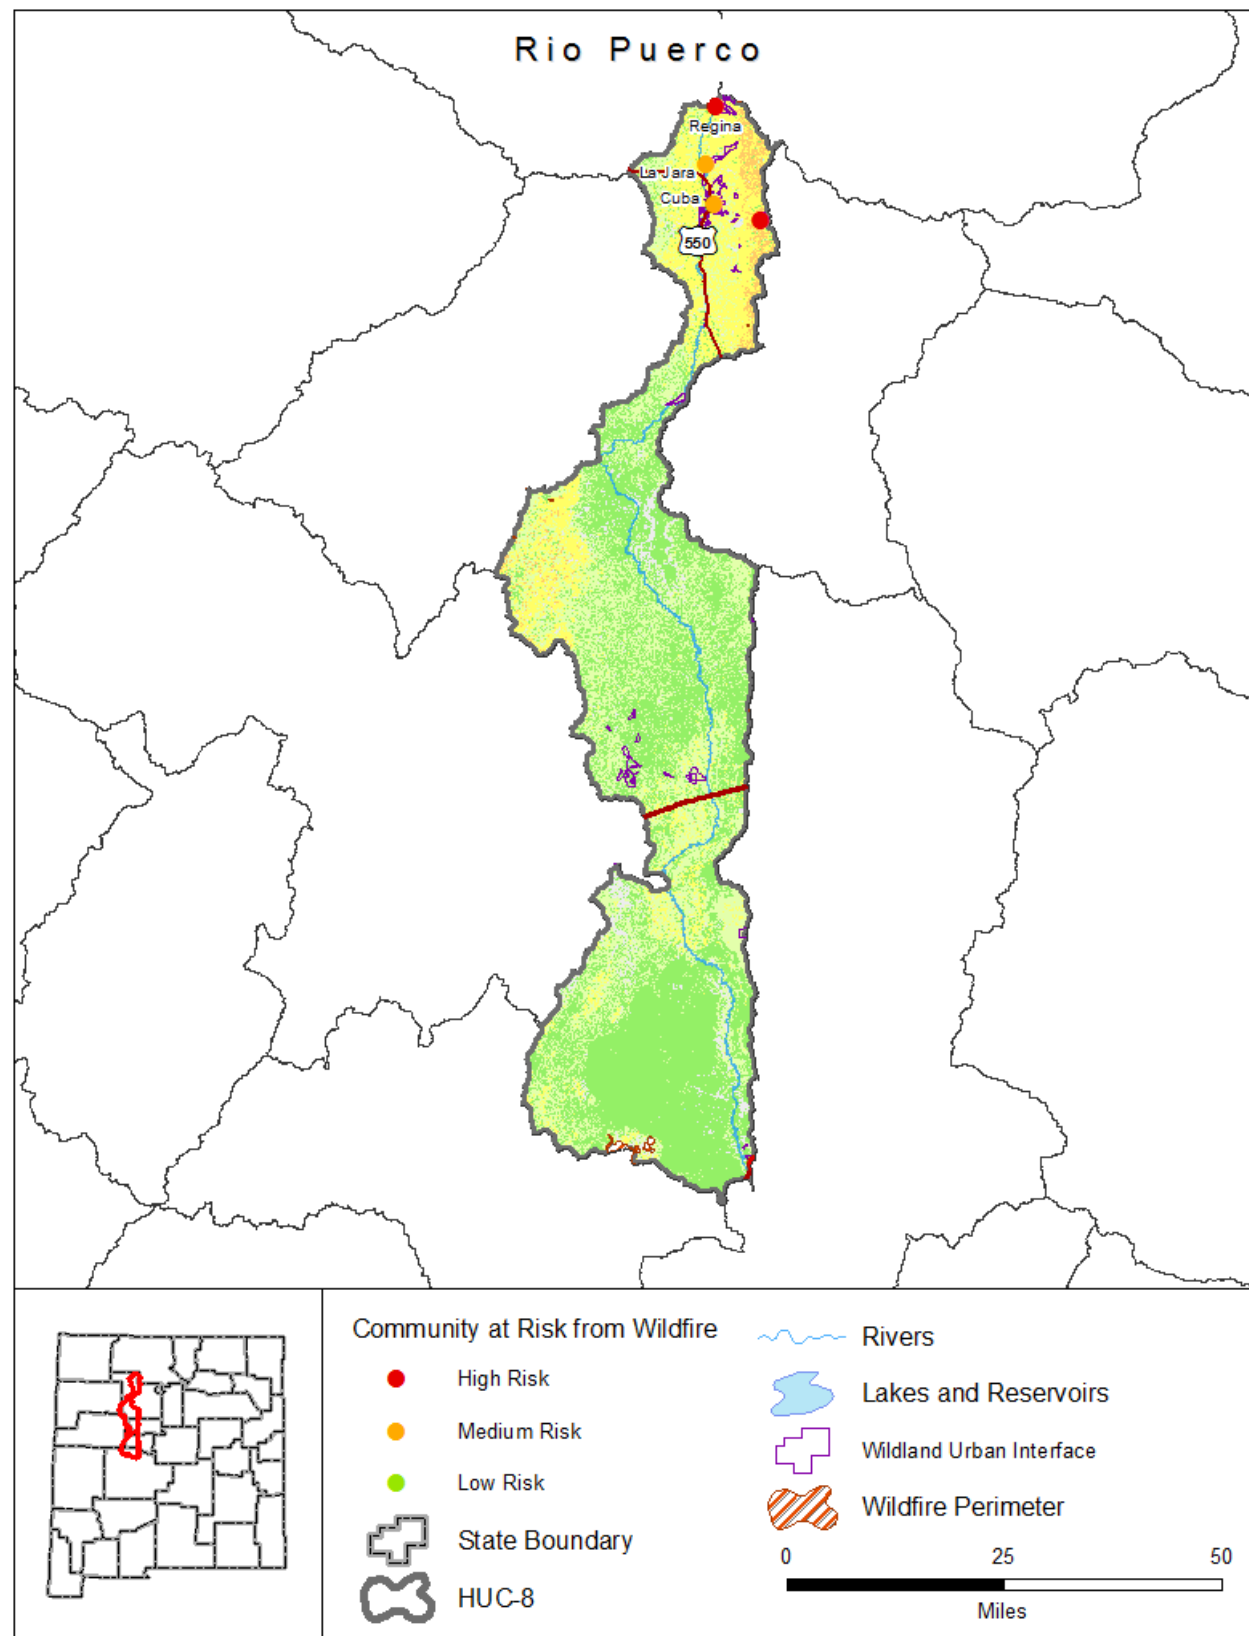 Rio Puerco
Regina
La Jara
Cuba
550
Community at Risk from Wildfire
High Risk
Medium Risk
Low Risk
State Boundary
HUC-8
Rivers
Lakes and Reservoirs
Wildland Urban Interface
Wildfire Perimeter
0 25 50
Miles